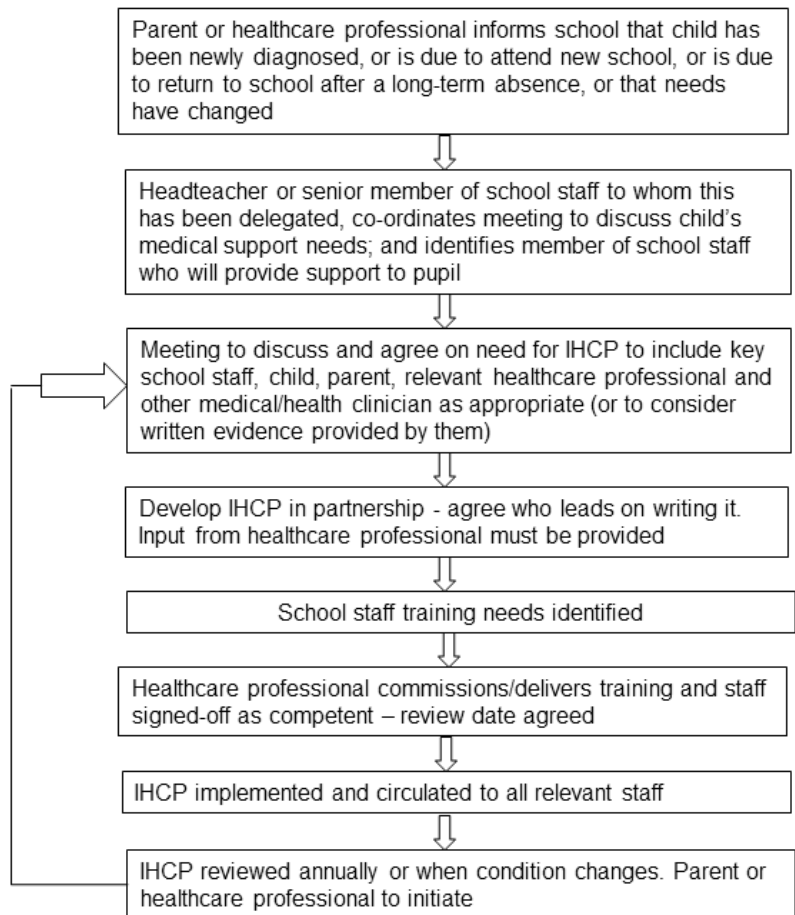 Parent or healthcare professional informs school that child has
been newly diagnosed, or is due to attend new school, or is due
to return to school after a long-term absence, or that needs
have changed
Headteacher or senior member of school staff to whom this
has been delegated, co-ordinates meeting to discuss child’s
medical support needs; and identifies member of school staff
who will provide support to pupil
Meeting to discuss and agree on need for IHCP to include key
school staff, child, parent, relevant healthcare professional and
other medical/health clinician as appropriate (or to consider
written evidence provided by them)
Develop IHCP in partnership - agree who leads on writing it.
Input from healthcare professional must be provided
School staff training needs identified
Healthcare professional commissions/delivers training and staff
signed-off as competent – review date agreed
IHCP implemented and circulated to all relevant staff
IHCP reviewed annually or when condition changes. Parent or
healthcare professional to initiate